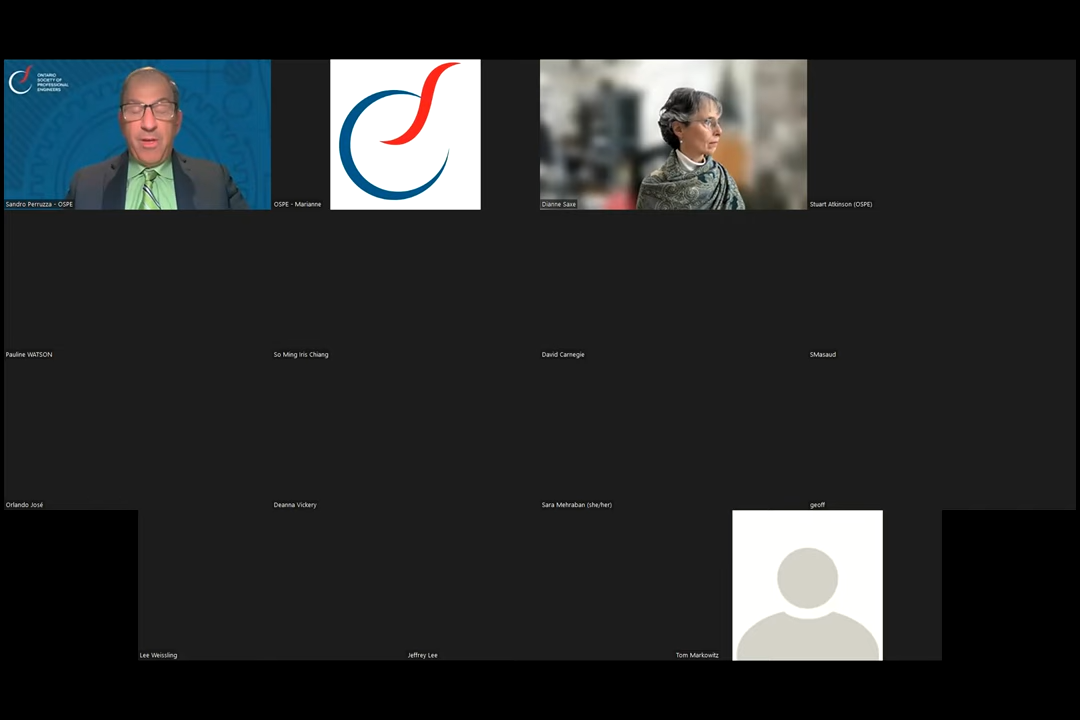 ONTARIO
SOCIETY OF
PROFESSIONAL
ENGINEERS
Sandro Perruzza - OSPE
OSPE - Marianne
Dianne Saxe
Stuart Atkinson (OSPE)
Pauline WATSON
So Ming Iris Chiang
David Carnegie
SMasaud
Orlando José
Deanna Vickery
Sara Mehraban (she/her)
geoff
Lee Weissling
Jeffrey Lee
Tom Markowitz